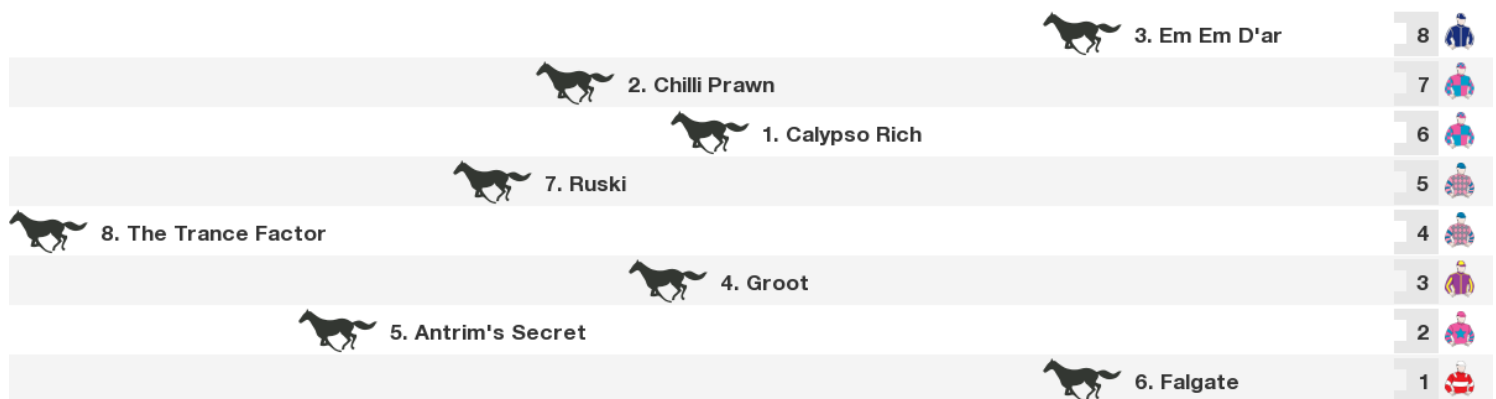 3. Em Em D'ar 8
2. Chilli Prawn 7
1. Calypso Rich 6
7. Ruski 5
8. The Trance Factor 4
4. Groot 3
5. Antrim's Secret 2
6. Falgate 1